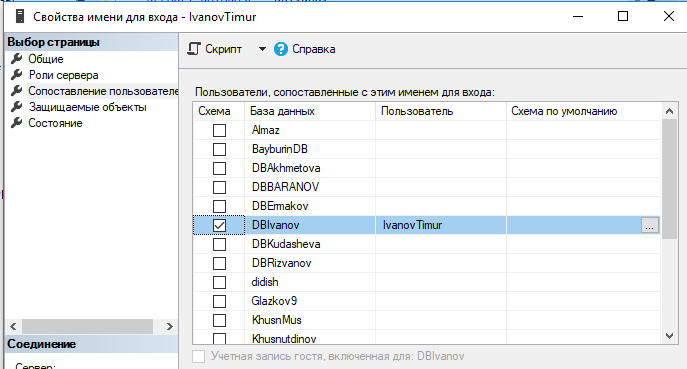 Свойства имени для входа - IvanovTimur
Выбор страницы
Общие
Роли сервера
Сопоставление пользователе
Защищаемые объекты
Состояние
Скрипт
Справка
Пользователи, сопоставленные с этим именем для входа:
Схема База данных Пользователь Схема по умолчанию
Almaz
BayburinDB
DBAkhmetova
DBBARANOV
DBErmakov
DBIvanov IvanovTimur ...
DBKudasheva
DBRizvanov
didish
Glazkov9
KhusnMus
Khusnutdinov
Учетная запись гостя, включенная для: DBIvanov
Соединение
Сервер: